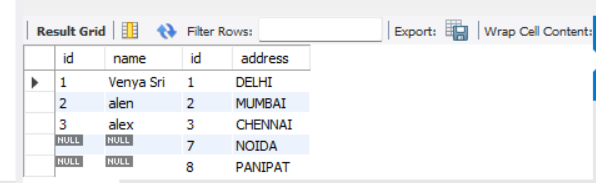 Result Grid Filter Rows: Export: Wrap Cell Content:
id name id address
1 Venya Sri 1 DELHI
2 alen 2 MUMBAI
3 alex 3 CHENNAI
NULL NULL 7 NOIDA
NULL NULL 8 PANIPAT